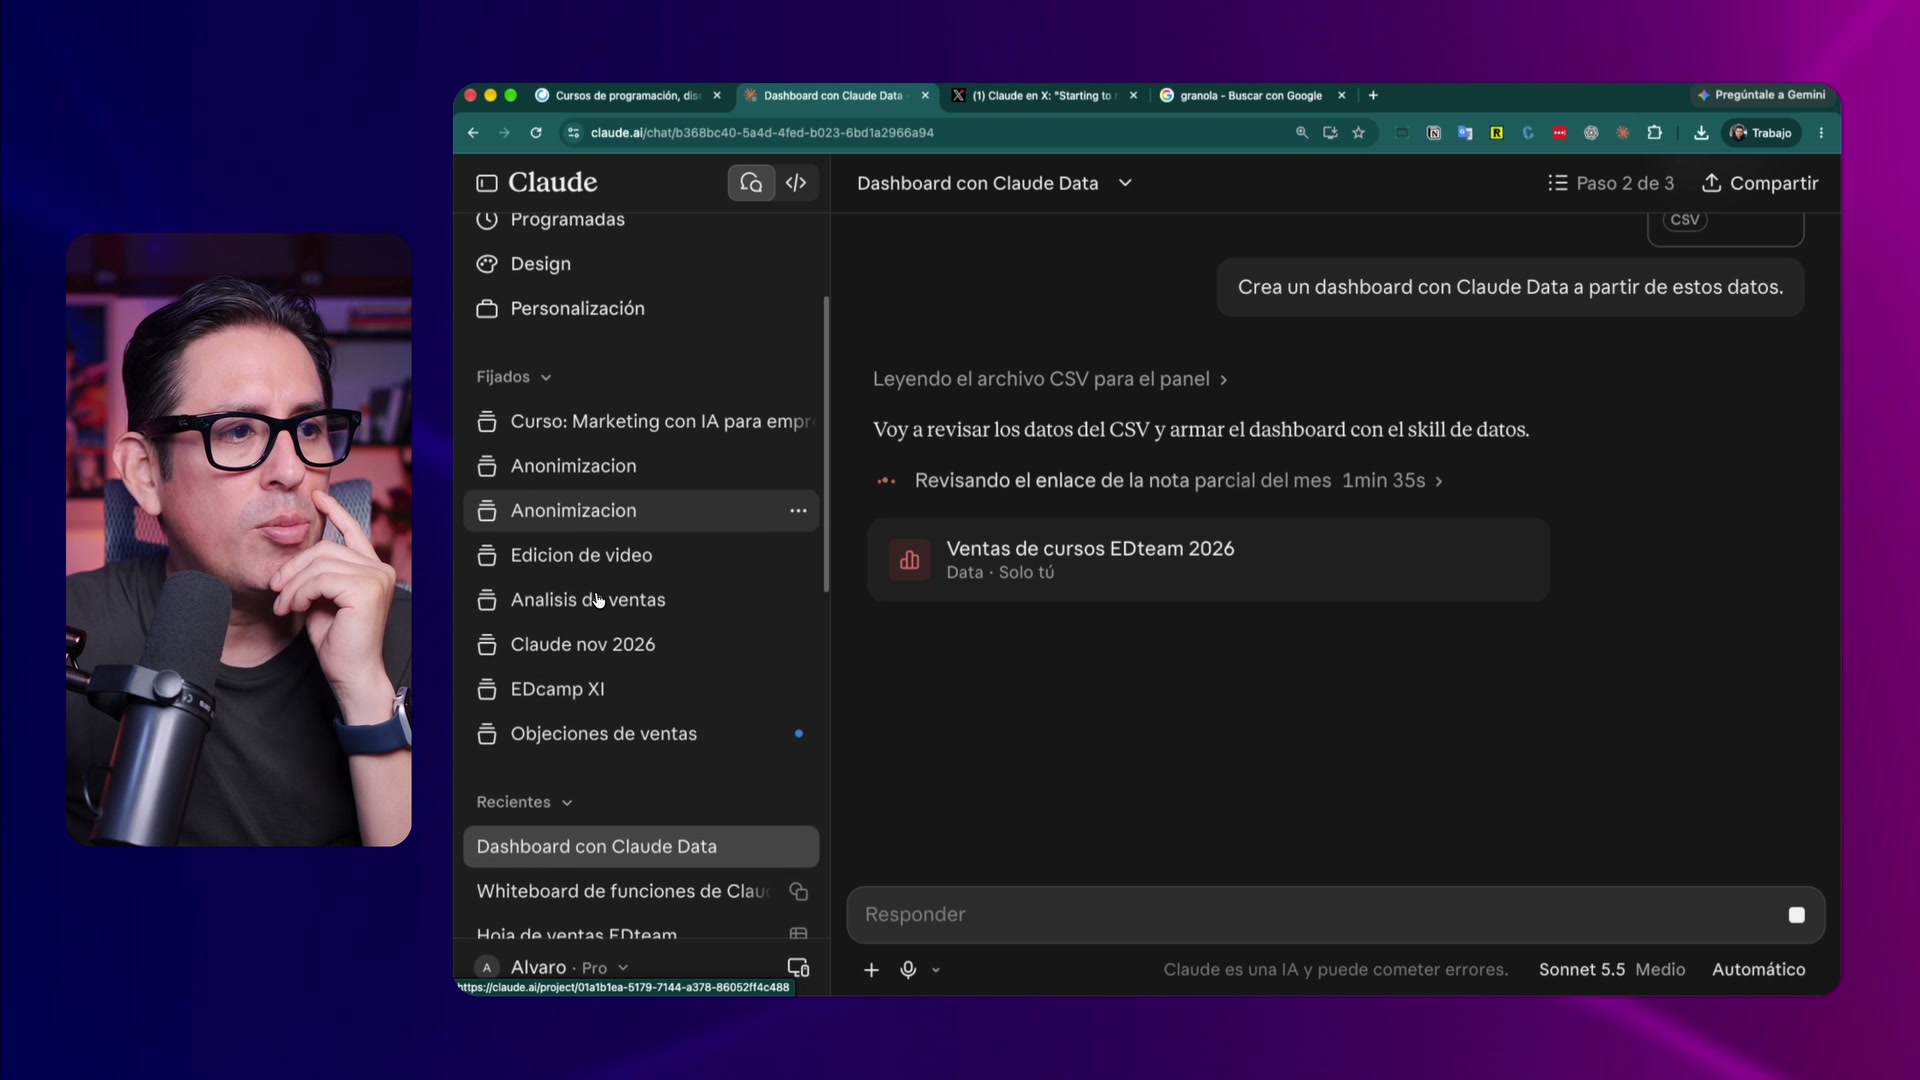 Cursos de programación, dis
Dashboard con Claude Data -
(1) Claude en X: "Starting to
granola - Buscar con Google
Pregúntale a Gemini
claude.ai/chat/b368bc40-5a4d-4fed-b023-6bd1a2966a94
Trabajo
Claude
Programadas
Design
Personalización
Fijados
Curso: Marketing con IA para empr
Anonimizacion
Anonimizacion
Edicion de video
Analisis de ventas
Claude nov 2026
EDcamp XI
Objeciones de ventas
Recientes
Dashboard con Claude Data
Whiteboard de funciones de Clau
Hoja de ventas EDteam
A Alvaro · Pro
https://claude.ai/project/01a1b1ea-5179-7144-a378-86052ff4c488
Dashboard con Claude Data
Paso 2 de 3
Compartir
CSV
Crea un dashboard con Claude Data a partir de estos datos.
Leyendo el archivo CSV para el panel
Voy a revisar los datos del CSV y armar el dashboard con el skill de datos.
Revisando el enlace de la nota parcial del mes 1min 35s
Ventas de cursos EDteam 2026
Data · Solo tú
Responder
Claude es una IA y puede cometer errores.
Sonnet 5.5 Medio
Automático